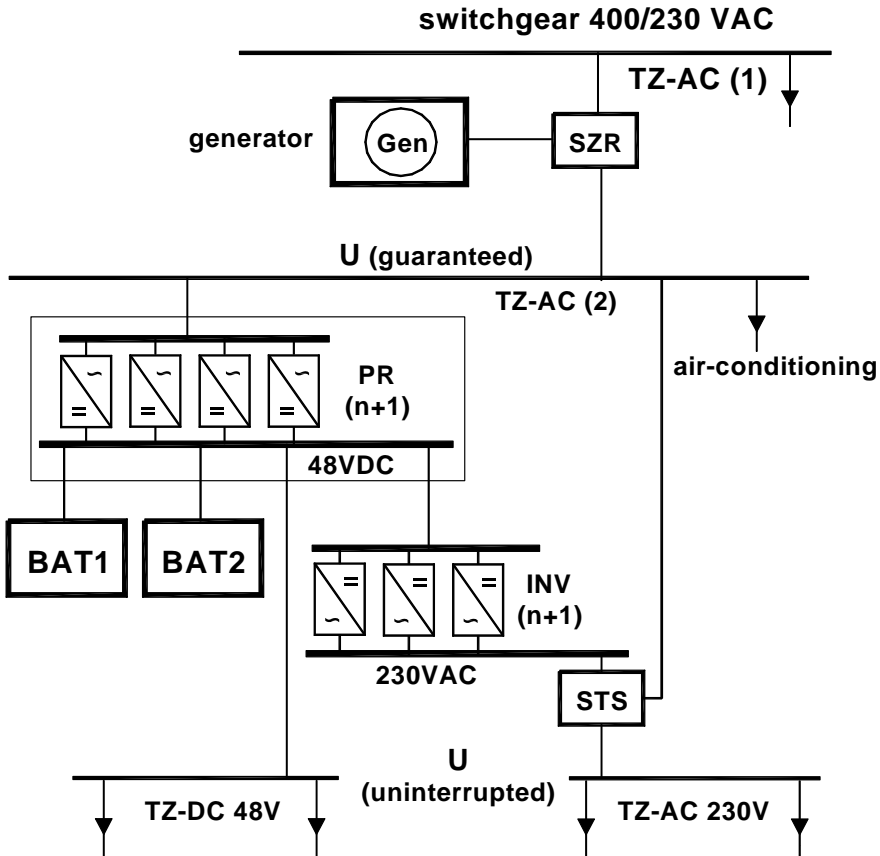 switchgear 400/230 VAC
TZ-AC (1)
generator
Gen
SZR
U (guaranteed)
TZ-AC (2)
air-conditioning
PR
(n+1)
48VDC
BAT1
BAT2
INV
(n+1)
230VAC
STS
U
(uninterrupted)
TZ-DC 48V
TZ-AC 230V